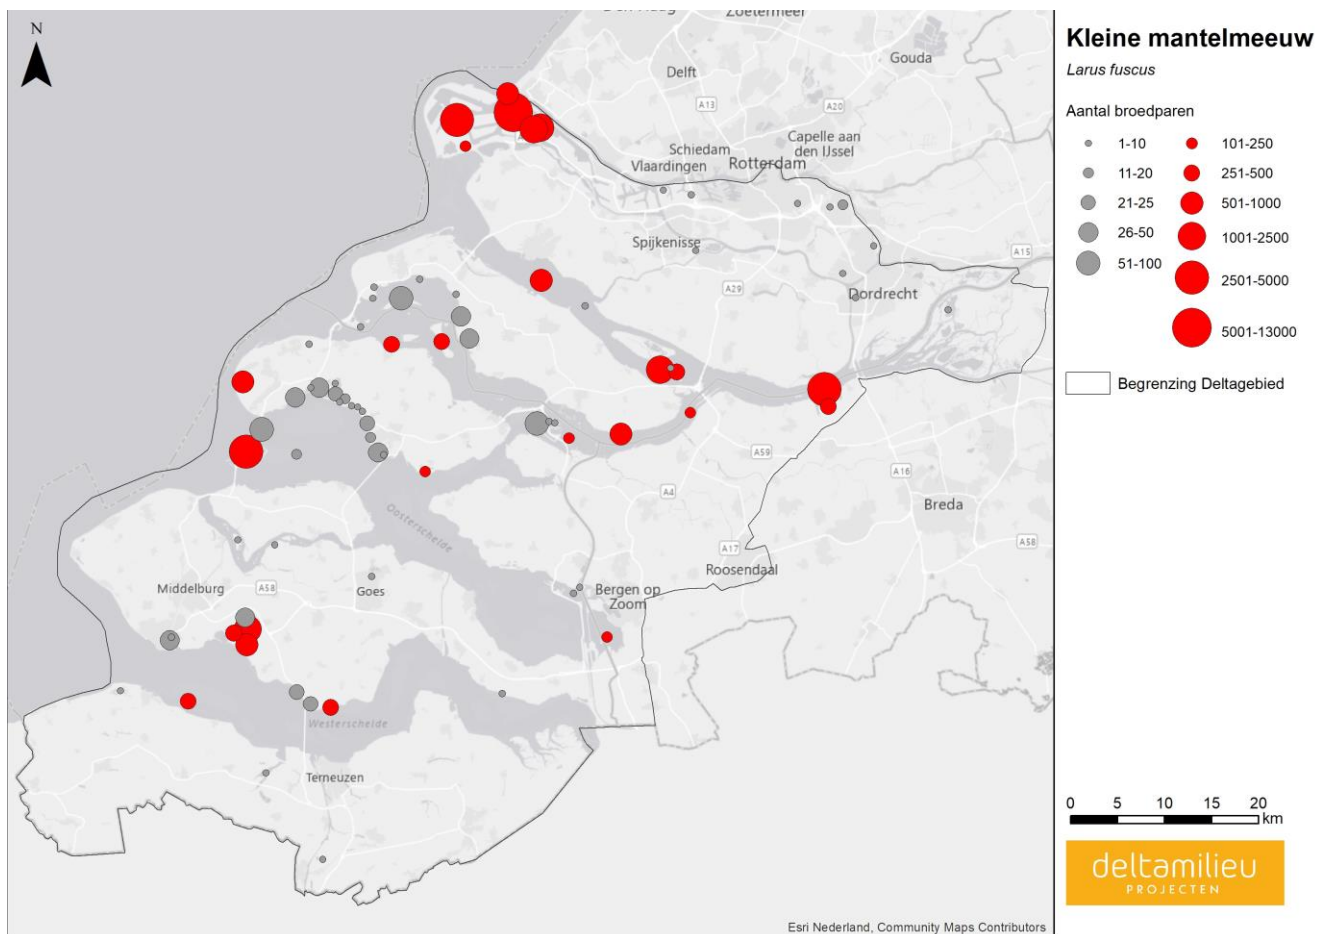 N
Zoetermeer
Gouda
Delft
A13
A20
Capelle aan
den IJssel
Schiedam
Vlaardingen
Rotterdam
Spijkenisse
A15
A29
Dordrecht
A59
A16
A4
Breda
A58
A17
Roosendaal
Oosterschelde
Middelburg
A58
Goes
Bergen op
Zoom
Westerschelde
Terneuzen
Esri Nederland, Community Maps Contributors
Kleine mantelmeeuw
Larus fuscus
Aantal broedparen
1-10 101-250
11-20 251-500
21-25 501-1000
26-50 1001-2500
51-100 2501-5000
5001-13000
Begrenzing Deltagebied
0 5 10 15 20
km
deltamilieu
PROJECTEN